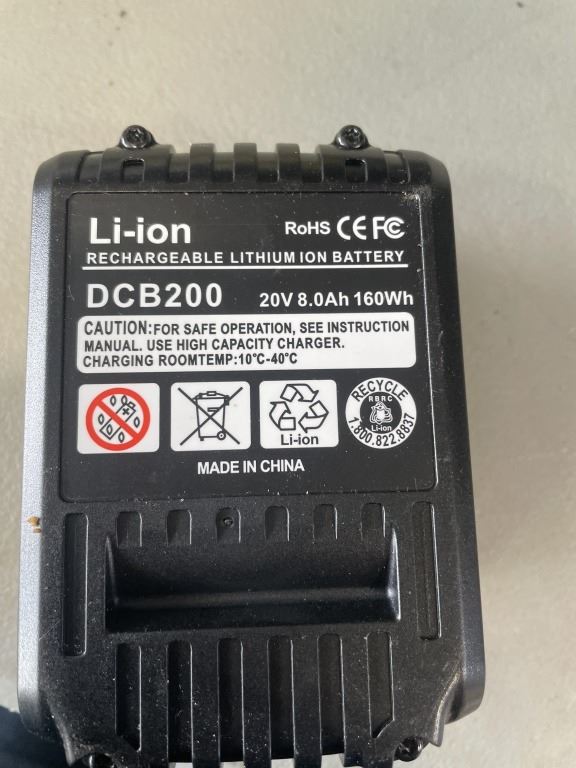 Li-ion RoHS CE FC
RECHARGEABLE LITHIUM ION BATTERY
DCB200 20V 8.0Ah 160Wh
CAUTION:FOR SAFE OPERATION, SEE INSTRUCTION
MANUAL. USE HIGH CAPACITY CHARGER.
CHARGING ROOMTEMP:10°C-40°C
Li-ion
RECYCLE
RBRC
Li-ion
1.800.822.8837
MADE IN CHINA